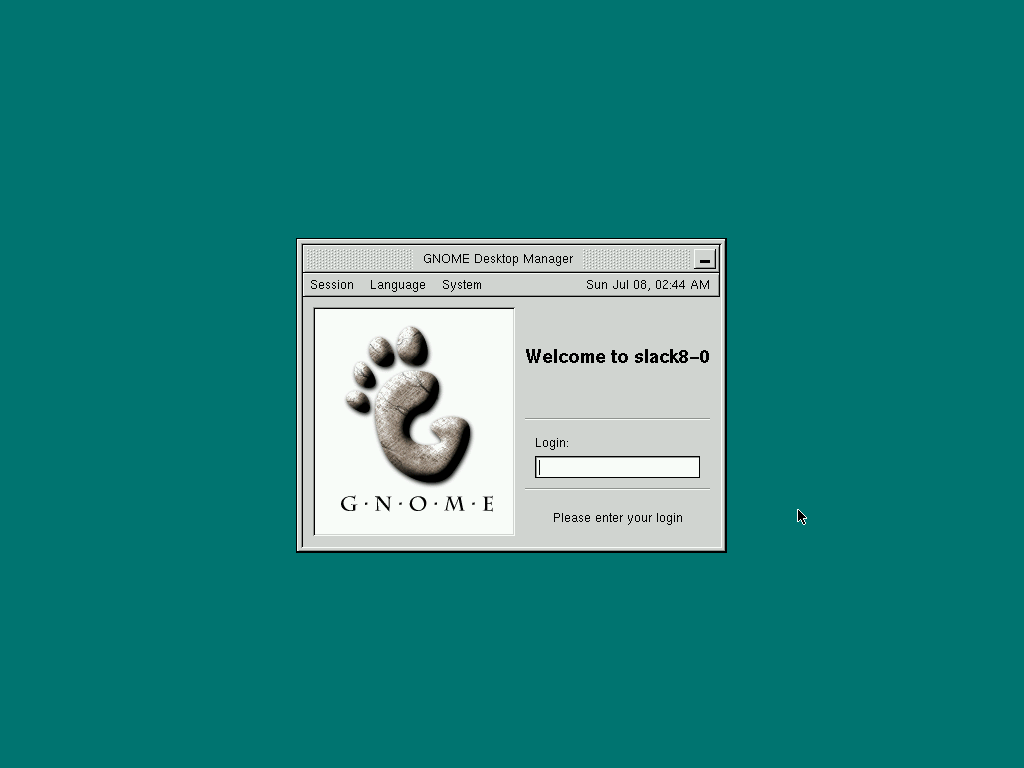 GNOME Desktop Manager
Session Language System Sun Jul 08, 02:44 AM
Welcome to slack8-0
Login:
G·N·O·M·E
Please enter your login